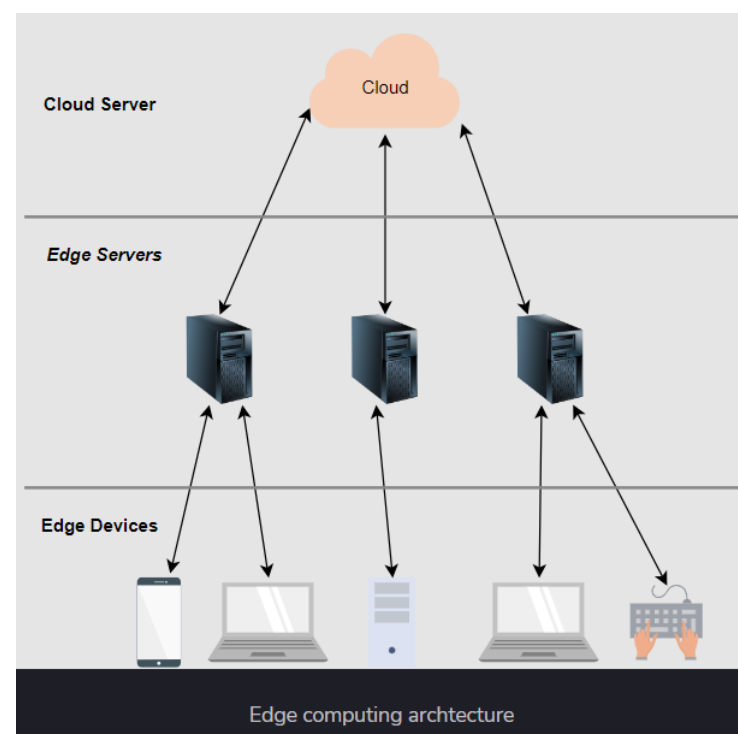 Cloud
Cloud Server
Edge Servers
Edge Devices
Edge computing archtecture